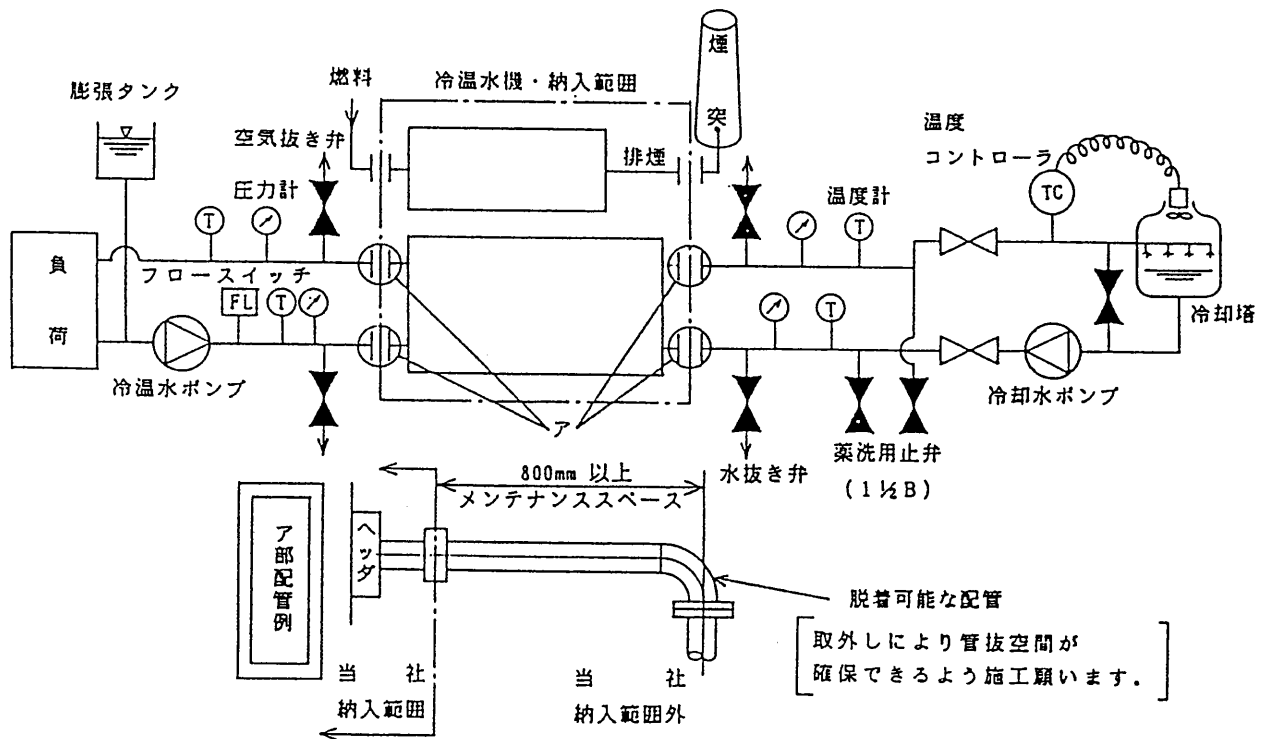 燃料
冷温水機・納入範囲
煙
突
膨張タンク
空気抜き弁
排煙
温度
コントローラ
圧力計
温度計
TC
T
T
負
荷
フロースイッチ
FL
T
T
冷却塔
冷温水ポンプ
冷却水ポンプ
ア
800mm 以上
メンテナンススペース
水抜き弁
薬洗用止弁
(1½B)
ア部配管例
ヘッダ
脱着可能な配管
取外しにより管抜空間が
確保できるよう施工願います.
当 社
納入範囲
当 社
納入範囲外